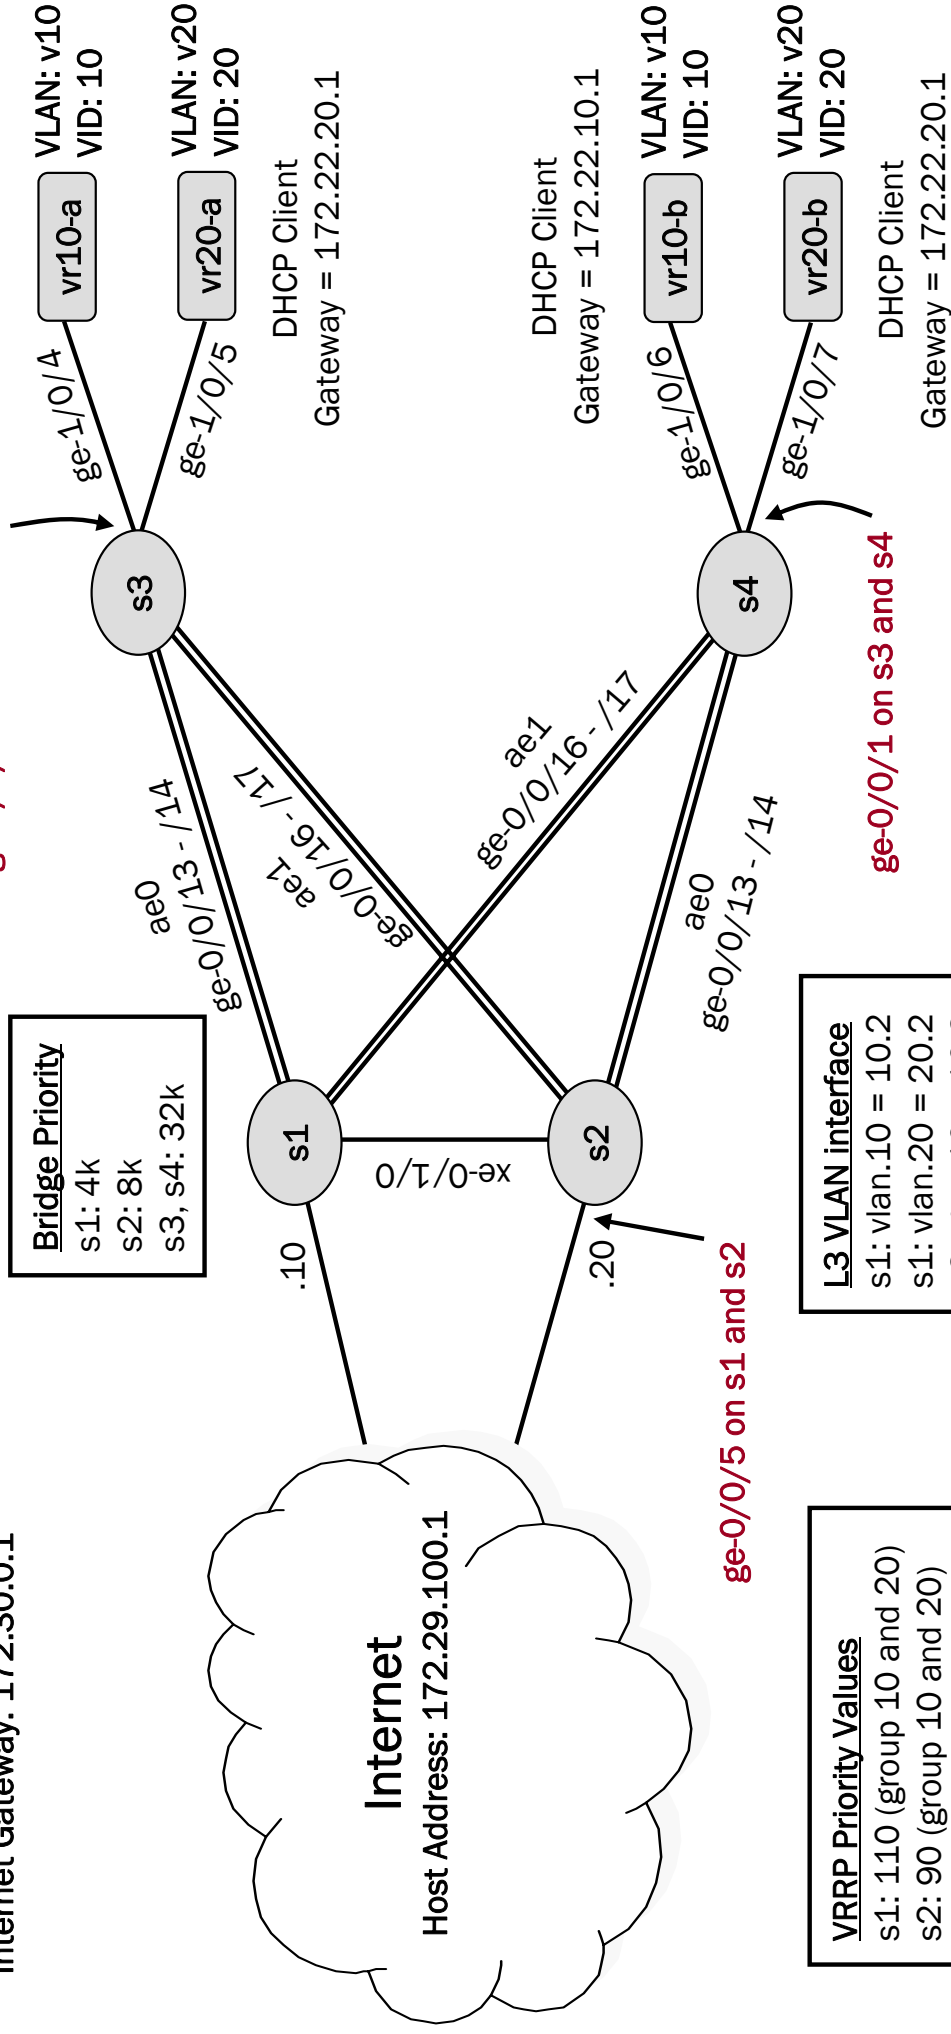 Internet Gateway: 172.30.0.1
Bridge Priority
s1: 4k
s2: 8k
s3, s4: 32k
VLAN: v10
VID: 10
vr10-a
VLAN: v20
VID: 20
vr20-a
DHCP Client
Gateway = 172.22.20.1
ge-1/0/4
ge-1/0/5
s3
ae0
ge-0/0/13 - /14
ae1
ge-0/0/16 - /17
s1
.10
xe-0/1/0
Internet
Host Address: 172.29.100.1
s2
.20
ae1
ge-0/0/16 - /17
ae0
ge-0/0/13 - /14
s4
DHCP Client
Gateway = 172.22.10.1
VLAN: v10
VID: 10
vr10-b
VLAN: v20
VID: 20
vr20-b
ge-1/0/6
ge-1/0/7
DHCP Client
Gateway = 172.22.20.1
ge-0/0/5 on s1 and s2
ge-0/0/1 on s3 and s4
VRRP Priority Values
s1: 110 (group 10 and 20)
s2: 90 (group 10 and 20)
L3 VLAN interface
s1: vlan.10 = 10.2
s1: vlan.20 = 20.2